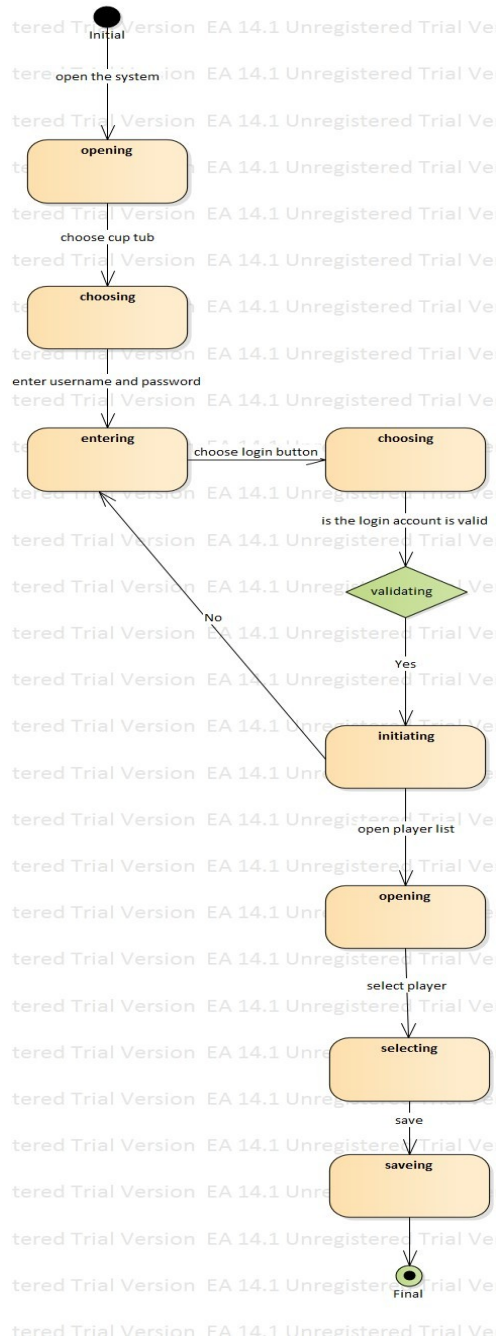 Initial
open the system
opening
choose cup tub
choosing
enter username and password
entering
choose login button
choosing
is the login account is valid
validating
No
Yes
initiating
open player list
opening
select player
selecting
save
saveing
Final
tered Trial Version EA 14.1 Unregistered Trial Ve